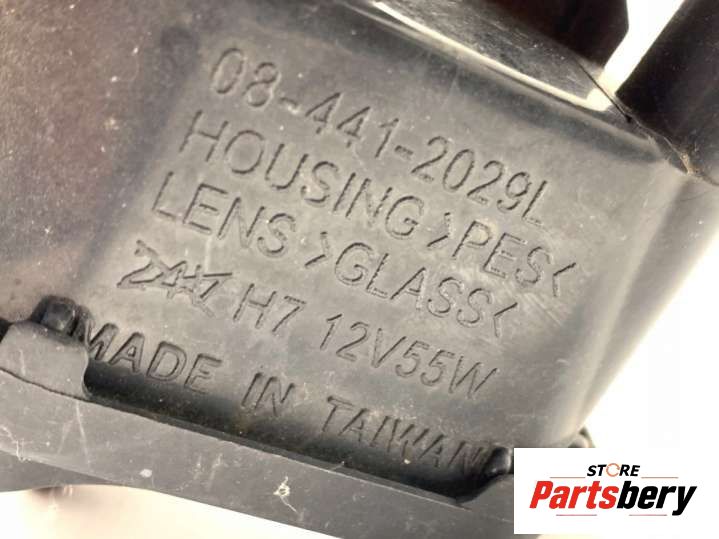 08-441-2029L
HOUSING >PES<
LENS >GLASS<
H7 12V55W
MADE IN TAIWAN
STORE
Partsbery